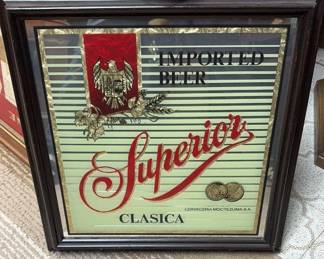 IMPORTED
BEER
Superior
CERVECERIA MOCTEZUMA S.A.
CLASICA